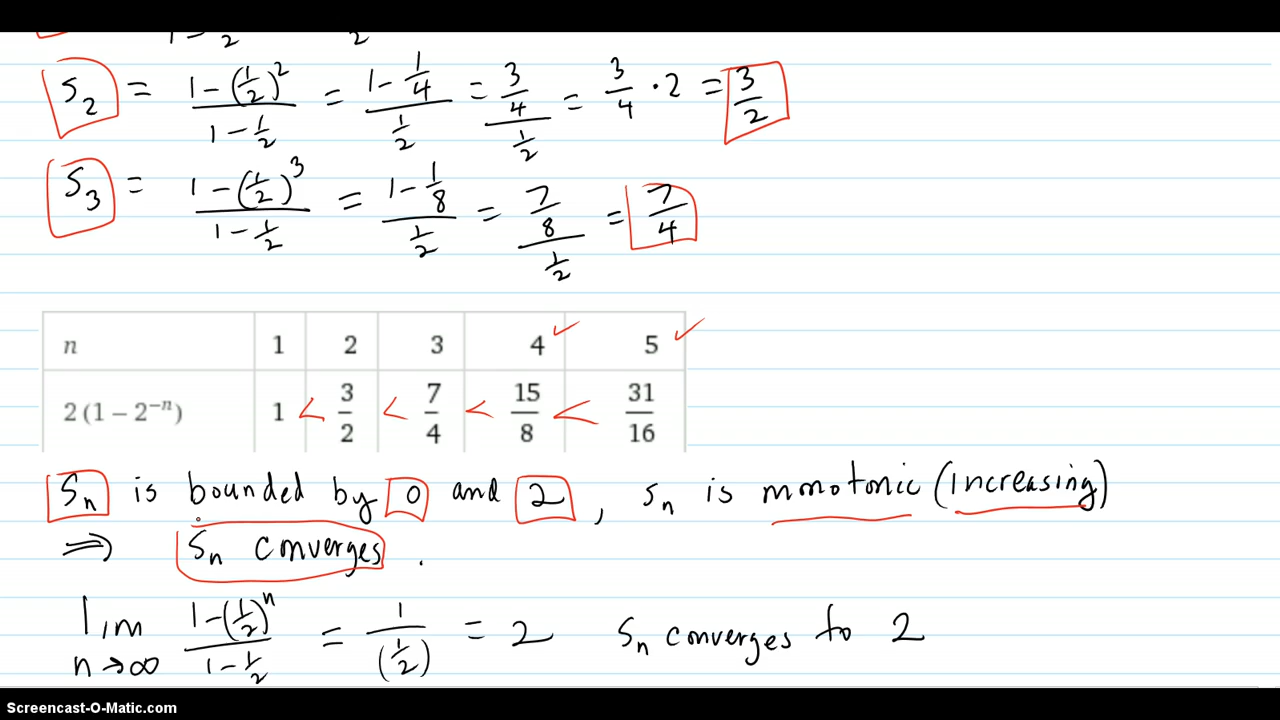 1 - 1/2 2
S₂ = (1-(1/2)²)/(1-1/2) = (1-1/4)/(1/2) = (3/4)/(1/2) = 3/4 · 2 = 3/2
S₃ = (1-(1/2)³)/(1-1/2) = (1-1/8)/(1/2) = (7/8)/(1/2) = 7/4
n 1 2 3 4 ✓ 5 ✓
2(1 − 2⁻ⁿ) 1 < 3/2 < 7/4 < 15/8 < 31/16
Sₙ is bounded by 0 and 2, sₙ is monotonic (increasing)
⇒ Sₙ converges.
lim n→∞ (1-(1/2)ⁿ)/(1-1/2) = 1/(1/2) = 2 Sₙ converges to 2
Screencast-O-Matic.com